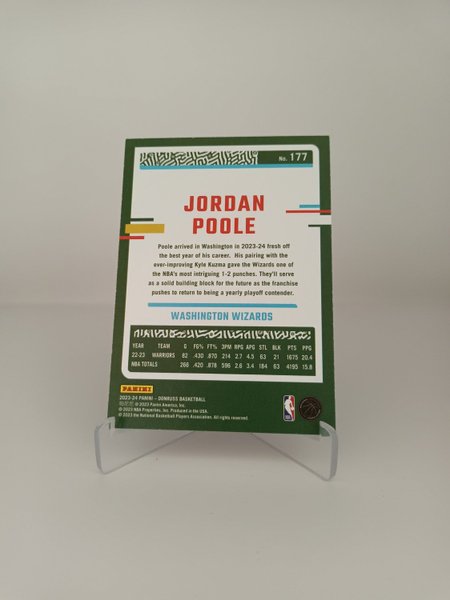 No. 177
JORDAN
POOLE
Poole arrived in Washington in 2023-24 fresh off
the best year of his career. His pairing with the
ever-improving Kyle Kuzma gave the Wizards one of
the NBA's most intriguing 1-2 punches. They'll serve
as a solid building block for the future as the franchise
pushes to return to being a yearly playoff contender.
WASHINGTON WIZARDS
YEAR TEAM G FG% FT% 3PM RPG APG STL BLK PTS PPG
22-23 WARRIORS 82 .430 .870 214 2.7 4.5 63 21 1675 20.4
NBA TOTALS 266 .420 .878 596 2.6 3.4 184 63 4195 15.8
PANINI
2023-24 PANINI – DONRUSS BASKETBALL
© 2023 Panini America, Inc.
© 2023 NBA Properties, Inc. Produced in the USA.
© 2023 the National Basketball Players Association. All rights reserved.